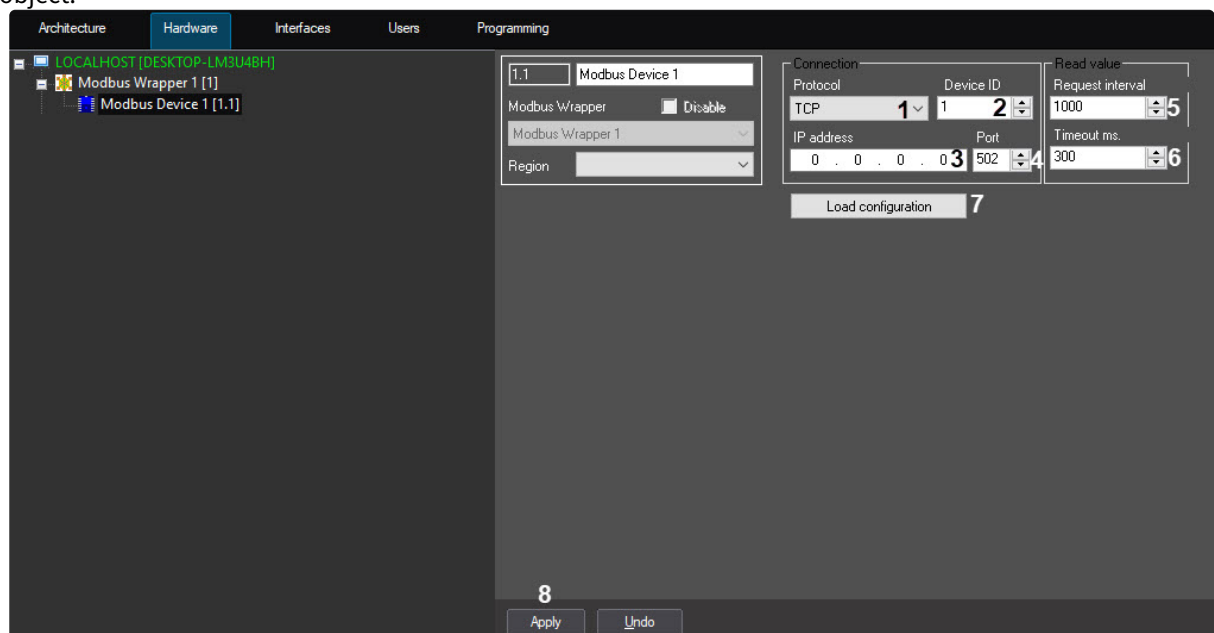 object.
Architecture Hardware Interfaces Users Programming
LOCALHOST [DESKTOP-LM3U4BH]
Modbus Wrapper 1 [1]
Modbus Device 1 [1.1]
1.1 Modbus Device 1
Modbus Wrapper Disable
Modbus Wrapper 1
Region
Connection
Protocol Device ID
TCP 1 1 2
IP address Port
0 . 0 . 0 . 0 3 502 4
Read value
Request interval
1000 5
Timeout ms.
300 6
Load configuration 7
8
Apply Undo